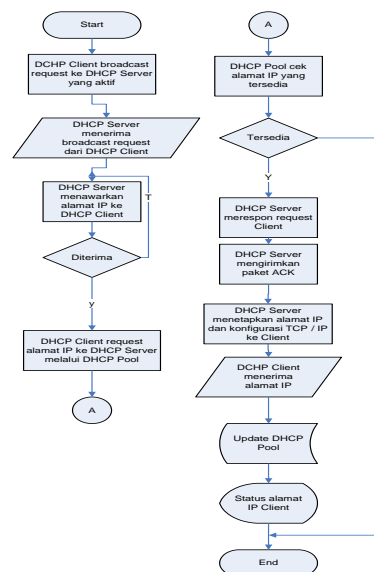 Start
DCHP Client broadcast
request ke DHCP Server
yang aktif
DHCP Server
menerima
broadcast request
dari DHCP Client
DHCP Server
menawarkan
alamat IP ke
DHCP Client
T
Diterima
y
DHCP Client request
alamat IP ke DHCP Server
melalui DHCP Pool
A
A
DHCP Pool cek
alamat IP yang
tersedia
Tersedia
Y
DHCP Server
merespon request
Client
DHCP Server
mengirimkan
paket ACK
DHCP Server
menetapkan alamat IP
dan konfigurasi TCP / IP
ke Client
DCHP Client
menerima
alamat IP
Update DHCP
Pool
Status alamat
IP Client
End